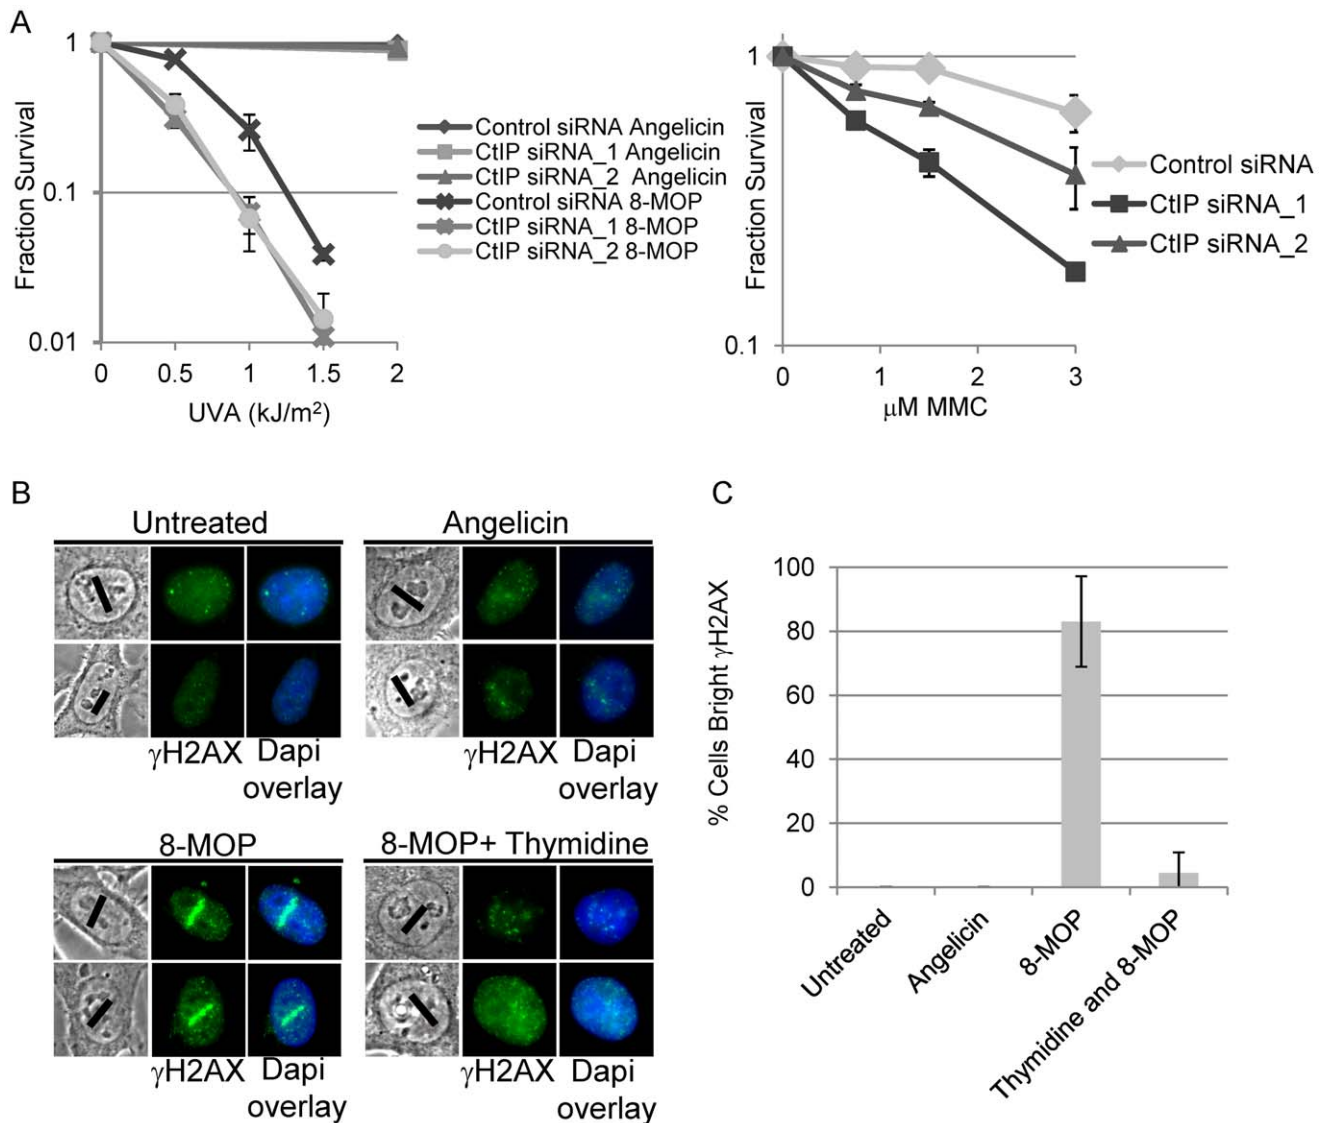 A
Fraction Survival
1
0.1
0.01
0 0.5 1 1.5 2
UVA (kJ/m²)
Control siRNA Angelicin
CtIP siRNA_1 Angelicin
CtIP siRNA_2 Angelicin
Control siRNA 8-MOP
CtIP siRNA_1 8-MOP
CtIP siRNA_2 8-MOP
Fraction Survival
1
0.1
0 1 2 3
μM MMC
Control siRNA
CtIP siRNA_1
CtIP siRNA_2
B
Untreated
γH2AX Dapi
overlay
Angelicin
γH2AX Dapi
overlay
8-MOP
γH2AX Dapi
overlay
8-MOP+ Thymidine
γH2AX Dapi
overlay
C
% Cells Bright γH2AX
100
80
60
40
20
0
Untreated
Angelicin
8-MOP
Thymidine and 8-MOP